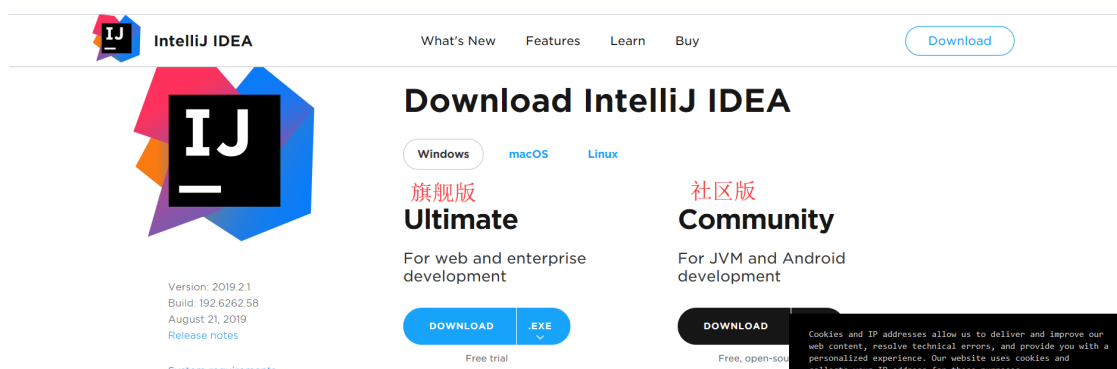 IJ
IntelliJ IDEA
What's New
Features
Learn
Buy
Download
IJ
Download IntelliJ IDEA
Windows
macOS
Linux
旗舰版
社区版
Ultimate
Community
For web and enterprise
development
For JVM and Android
development
Version: 2019.2.1
Build: 192.6262.58
August 21, 2019
Release notes
DOWNLOAD
.EXE
DOWNLOAD
Free trial
Free, open-sou
Cookies and IP addresses allow us to deliver and improve our
web content, resolve technical errors, and provide you with a
personalized experience. Our website uses cookies and